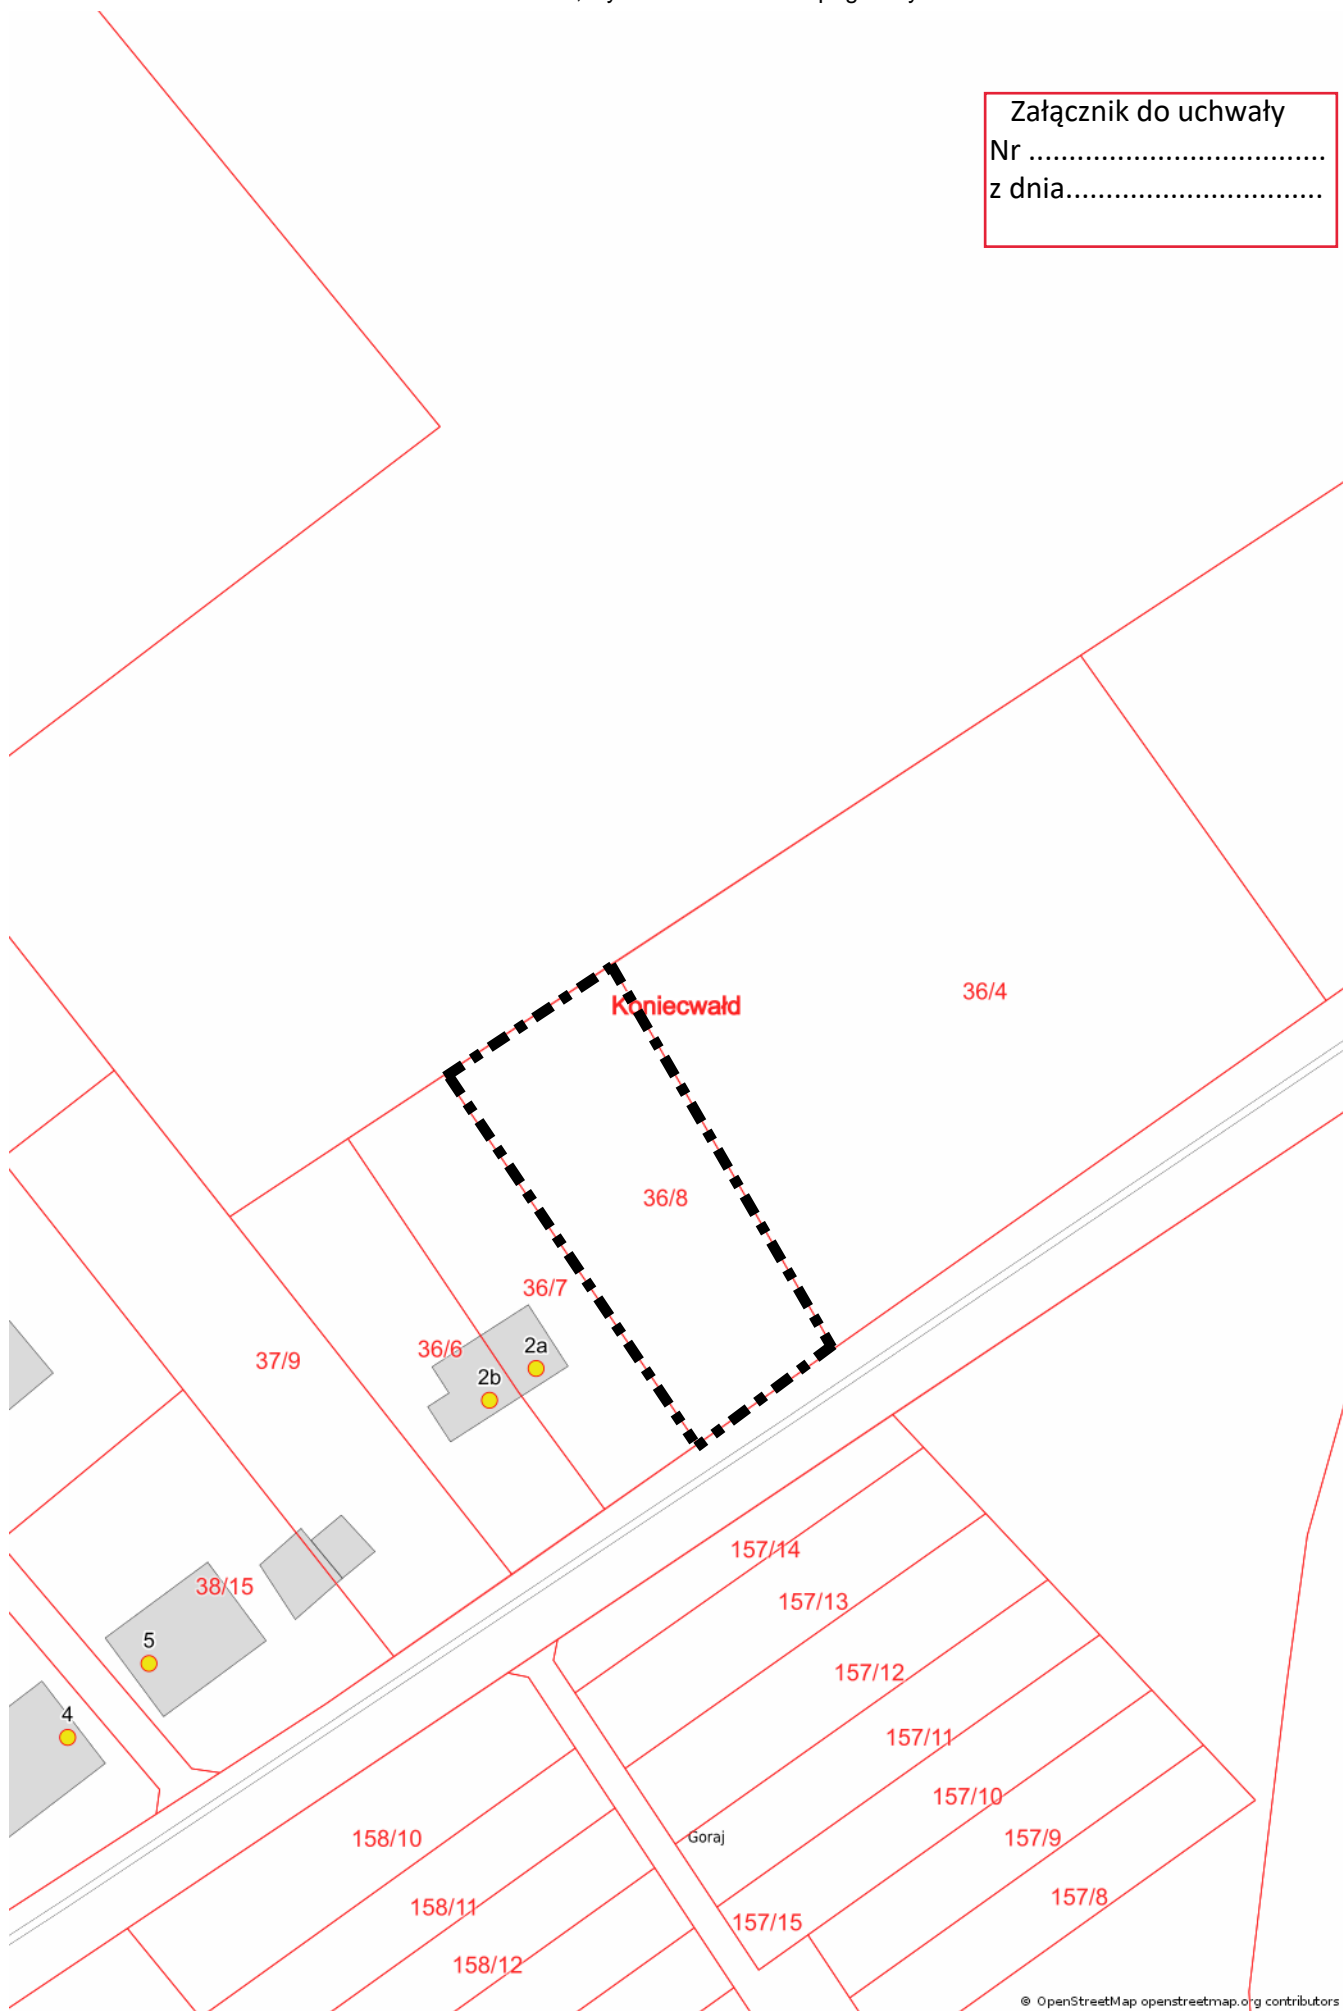 Załącznik do uchwały
Nr .....................................
z dnia................................
Koniecwałd
36/4
36/8
36/7
36/6
2a
2b
37/9
38/15
5
4
157/14
157/13
157/12
157/11
157/10
157/9
157/8
157/15
Goraj
158/10
158/11
158/12
© OpenStreetMap openstreetmap.org contributors